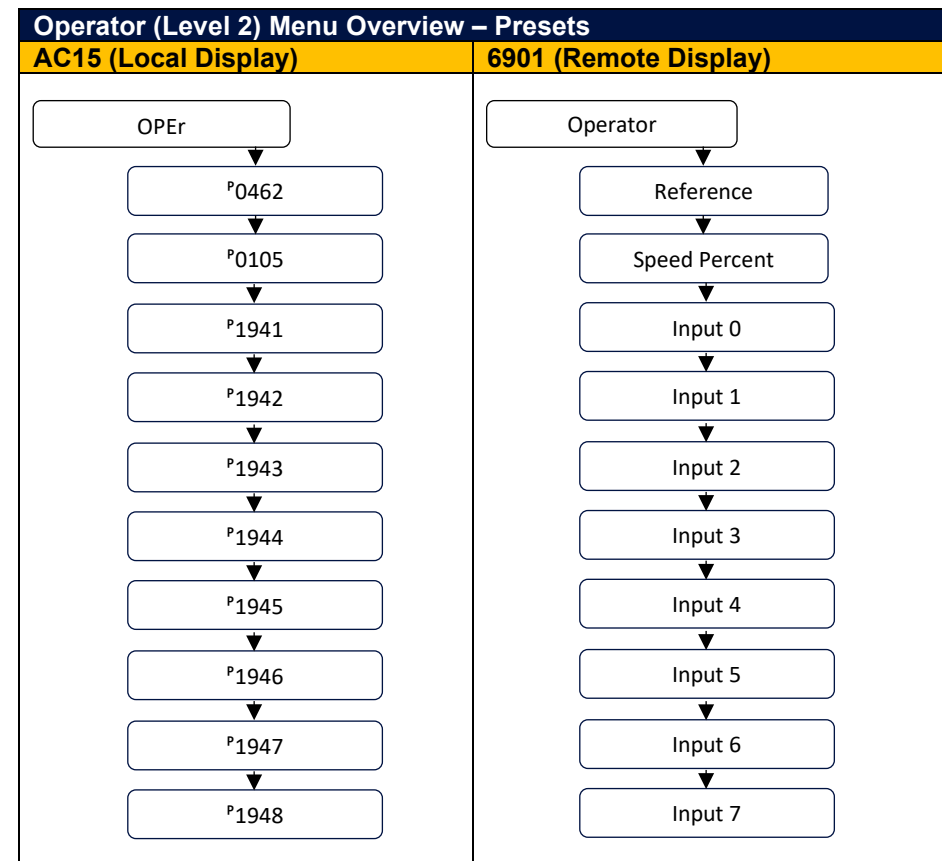 Operator (Level 2) Menu Overview – Presets
AC15 (Local Display)
6901 (Remote Display)
OPEr
ᴾ0462
ᴾ0105
ᴾ1941
ᴾ1942
ᴾ1943
ᴾ1944
ᴾ1945
ᴾ1946
ᴾ1947
ᴾ1948
Operator
Reference
Speed Percent
Input 0
Input 1
Input 2
Input 3
Input 4
Input 5
Input 6
Input 7